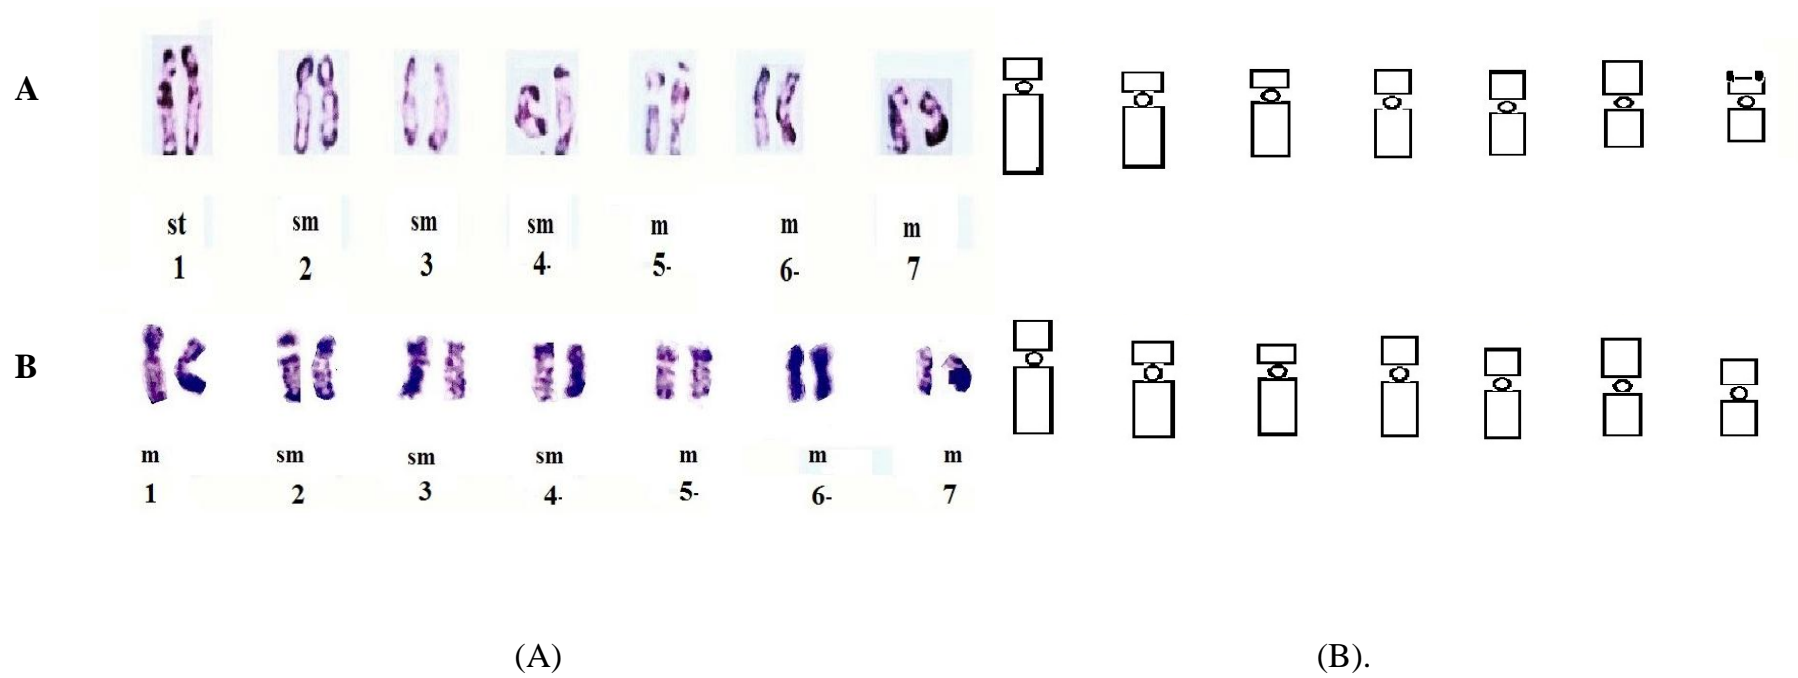 A
st sm sm sm m m m
1 2 3 4- 5- 6- 7
B
m sm sm sm m m m
1 2 3 4- 5- 6- 7
(A) (B).